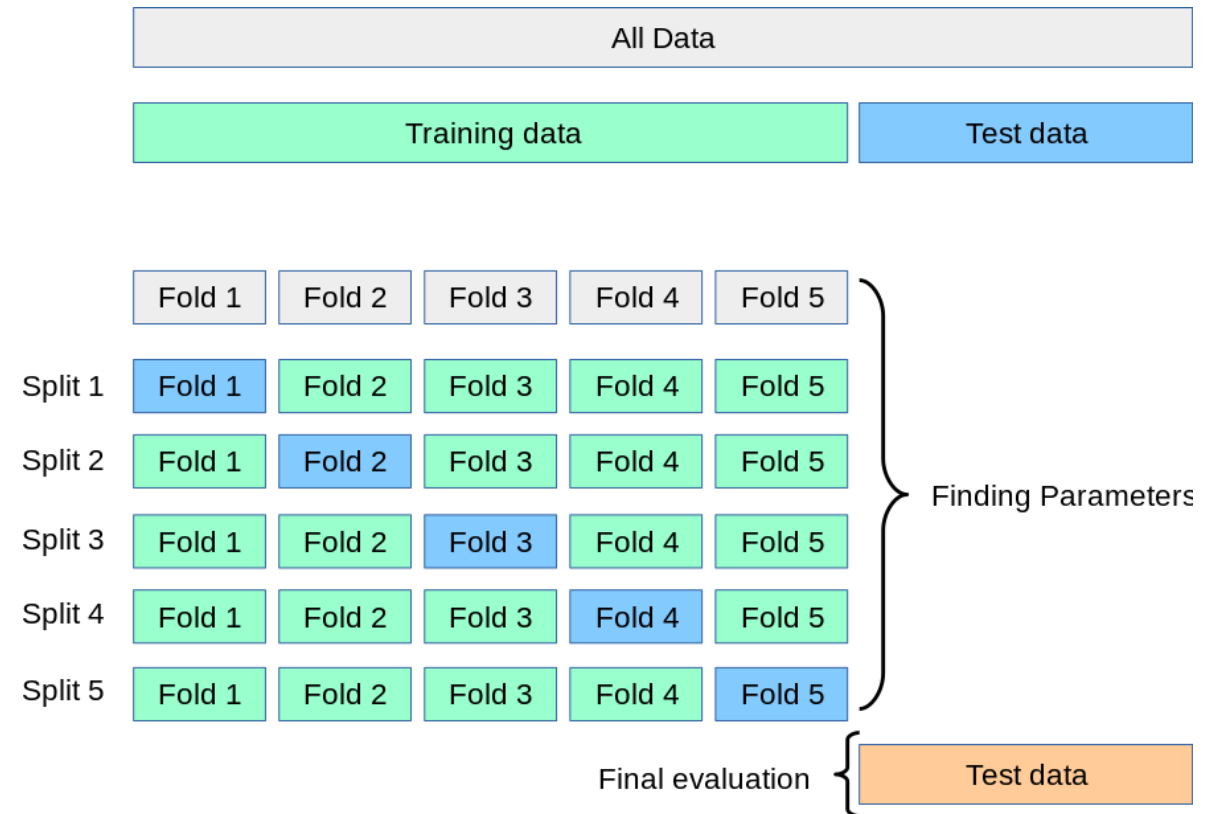 All Data
Training data Test data
Fold 1 Fold 2 Fold 3 Fold 4 Fold 5
Split 1 Fold 1 Fold 2 Fold 3 Fold 4 Fold 5
Split 2 Fold 1 Fold 2 Fold 3 Fold 4 Fold 5
Finding Parameters
Split 3 Fold 1 Fold 2 Fold 3 Fold 4 Fold 5
Split 4 Fold 1 Fold 2 Fold 3 Fold 4 Fold 5
Split 5 Fold 1 Fold 2 Fold 3 Fold 4 Fold 5
Final evaluation Test data